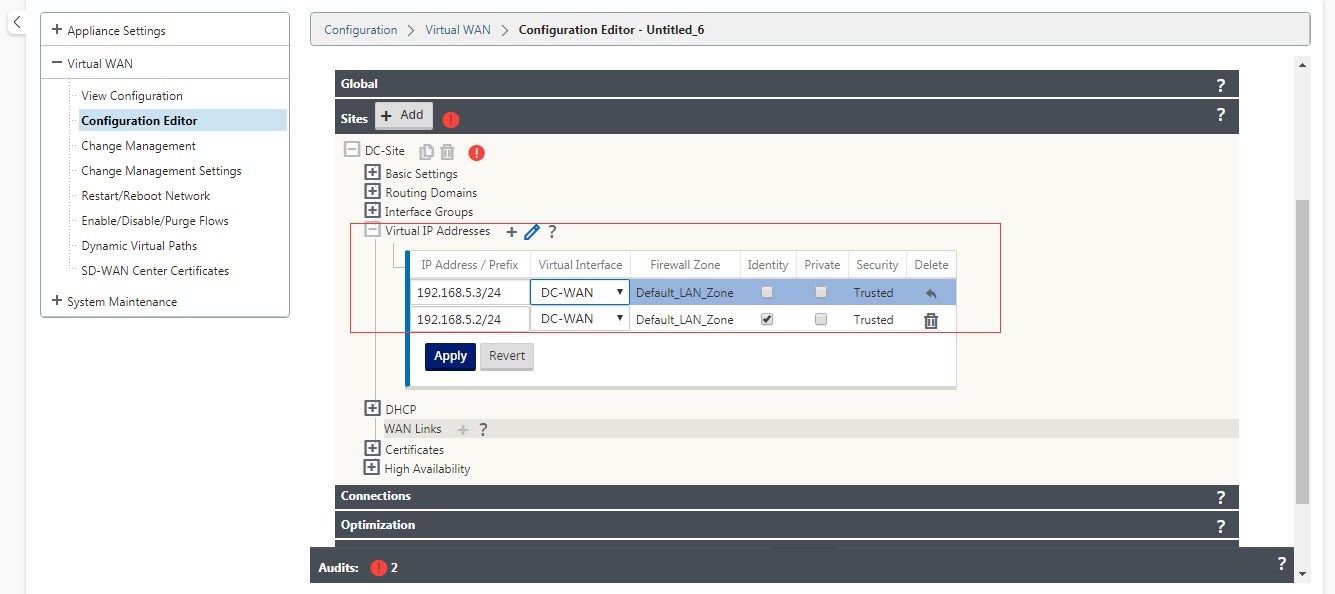 Configuration > Virtual WAN > Configuration Editor - Untitled_6
+ Appliance Settings
− Virtual WAN
View Configuration
Configuration Editor
Change Management
Change Management Settings
Restart/Reboot Network
Enable/Disable/Purge Flows
Dynamic Virtual Paths
SD-WAN Center Certificates
+ System Maintenance
Global ?
Sites + Add ! ?
DC-Site !
Basic Settings
Routing Domains
Interface Groups
Virtual IP Addresses + ?
IP Address / Prefix Virtual Interface Firewall Zone Identity Private Security Delete
192.168.5.3/24 DC-WAN Default_LAN_Zone Trusted
192.168.5.2/24 DC-WAN Default_LAN_Zone Trusted
Apply Revert
DHCP
WAN Links + ?
Certificates
High Availability
Connections ?
Optimization ?
Audits: ! 2 ?